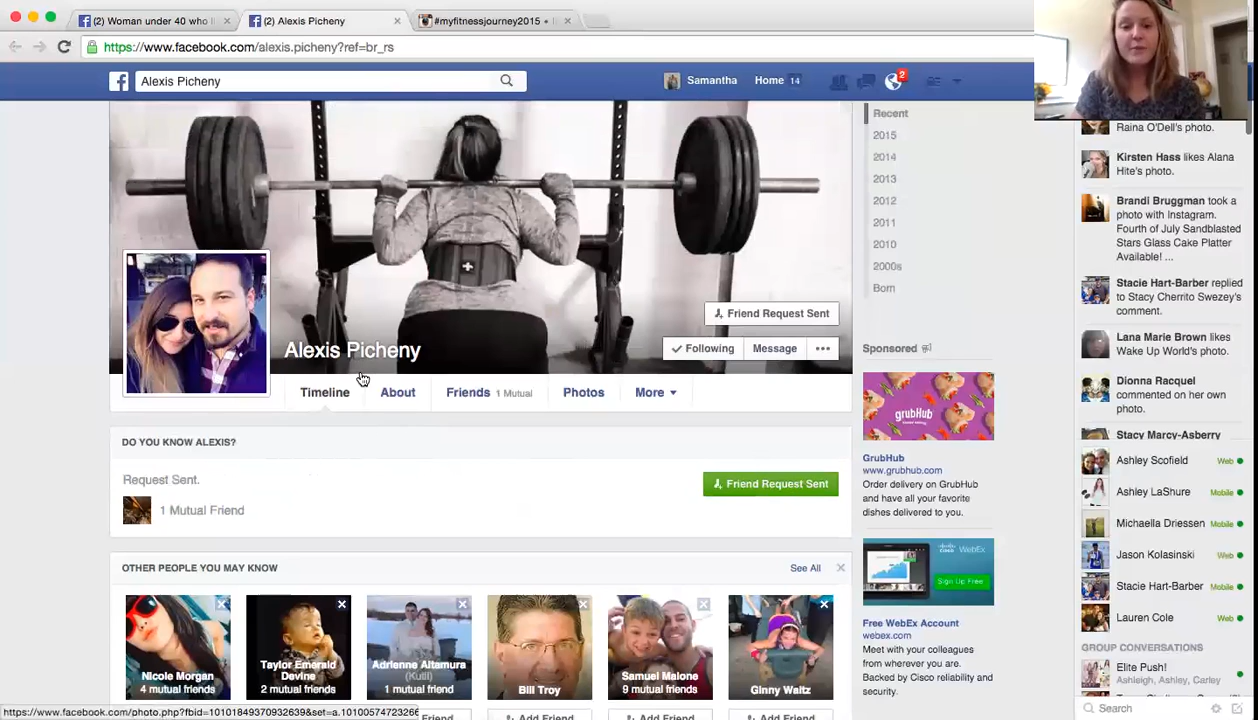 (2) Woman under 40 who li
(2) Alexis Picheny
#myfitnessjourney2015 •
https://www.facebook.com/alexis.picheny?ref=br_rs
Alexis Picheny
Samantha
Home 14
2
Alexis Picheny
Friend Request Sent
Following
Message
•••
Timeline
About
Friends 1 Mutual
Photos
More
DO YOU KNOW ALEXIS?
Request Sent.
1 Mutual Friend
Friend Request Sent
OTHER PEOPLE YOU MAY KNOW
See All
Nicole Morgan
4 mutual friends
Taylor Emerald
Devine
2 mutual friends
Adrienne Altamura
(Kutil)
1 mutual friend
Bill Troy
Samuel Malone
9 mutual friends
Ginny Waltz
Friend
Add Friend
Add Friend
Add Friend
https://www.facebook.com/photo.php?fbid=10101849370932639&set=a.10100574723266
Recent
2015
2014
2013
2012
2011
2010
2000s
Born
Sponsored
grubHub
GrubHub
www.grubhub.com
Order delivery on GrubHub
and have all your favorite
dishes delivered to you.
WebEx
Sign Up Free
Free WebEx Account
webex.com
Meet with your colleagues
from wherever you are.
Backed by Cisco reliability and
security.
Raina O'Dell's photo.
Kirsten Hass likes Alana
Hite's photo.
Brandi Bruggman took a
photo with Instagram.
Fourth of July Sandblasted
Stars Glass Cake Platter
Available! ...
Stacie Hart-Barber replied
to Stacy Cherrito Swezey's
comment.
Lana Marie Brown likes
Wake Up World's photo.
Dionna Racquel
commented on her own
photo.
Stacy Marcy-Asberry
Ashley Scofield Web
Ashley LaShure Mobile
Michaella Driessen Mobile
Jason Kolasinski Web
Stacie Hart-Barber Mobile
Lauren Cole Web
GROUP CONVERSATIONS
Elite Push!
Ashleigh, Ashley, Carley
Search